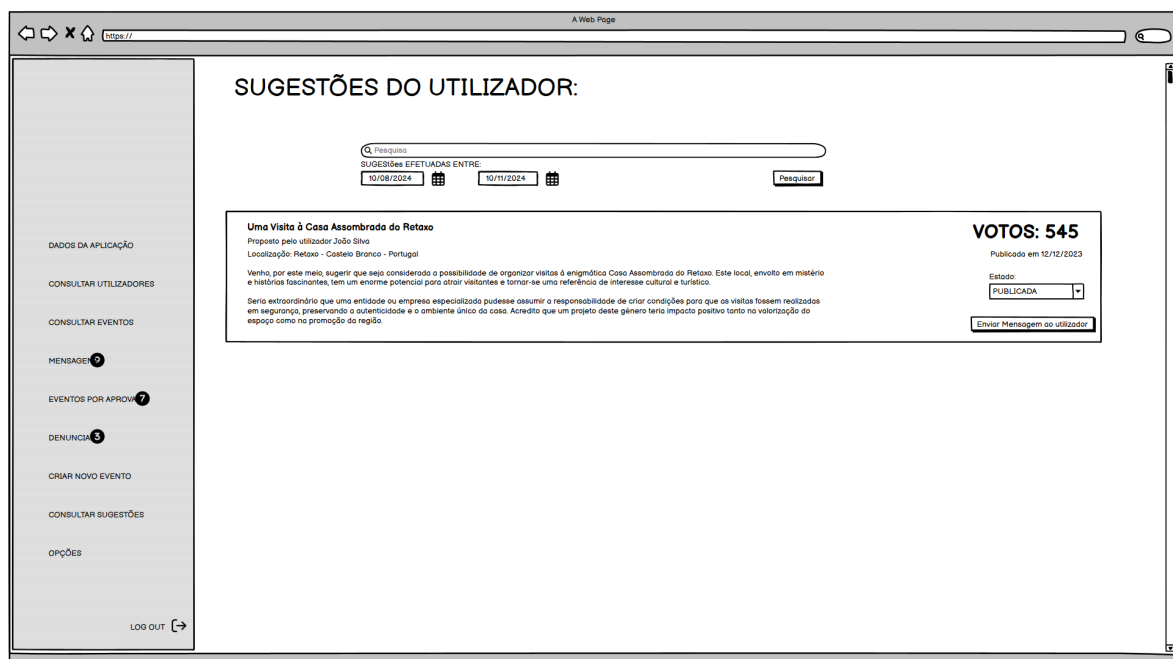 A Web Page
https://
SUGESTÕES DO UTILIZADOR:
Pesquisa
SUGEStões EFETUADAS ENTRE:
10/08/2024
10/11/2024
Pesquisar
Uma Visita à Casa Assombrada do Retaxo
Proposto pelo utilizador João Silva
Localização: Retaxo - Castelo Branco - Portugal
Venho, por este meio, sugerir que seja considerada a possibilidade de organizar visitas à enigmática Casa Assombrada do Retaxo. Este local, envolto em mistério
e histórias fascinantes, tem um enorme potencial para atrair visitantes e tornar-se uma referência de interesse cultural e turístico.
Seria extraordinário que uma entidade ou empresa especializada pudesse assumir a responsabilidade de criar condições para que as visitas fossem realizadas
em segurança, preservando a autenticidade e o ambiente único da casa. Acredito que um projeto deste género teria impacto positivo tanto na valorização do
espaço como na promoção da região.
VOTOS: 545
Publicada em 12/12/2023
Estado:
PUBLICADA
Enviar Mensagem ao utilizador
DADOS DA APLICAÇÃO
CONSULTAR UTILIZADORES
CONSULTAR EVENTOS
MENSAGEN 9
EVENTOS POR APROVA 7
DENUNCIA 3
CRIAR NOVO EVENTO
CONSULTAR SUGESTÕES
OPÇÕES
LOG OUT